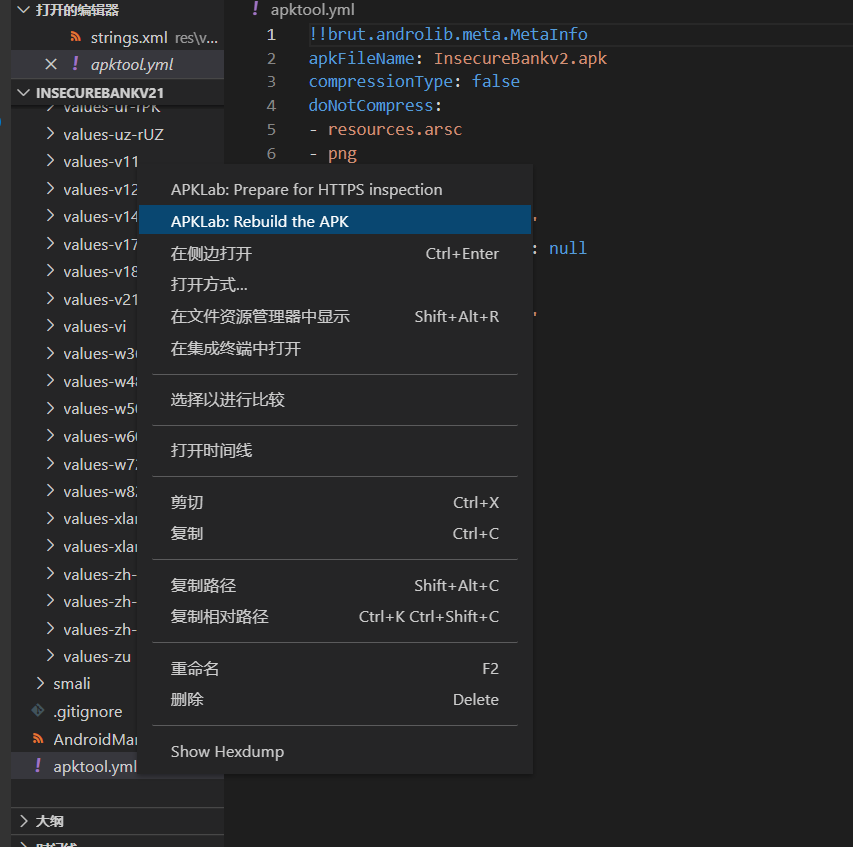 打开的编辑器
strings.xml res\v...
apktool.yml
INSECUREBANKV21
values-ur-rPK
values-uz-rUZ
values-v11
values-v12
values-v14
values-v17
values-v18
values-v21
values-vi
values-w3
values-w4
values-w5
values-w6
values-w7
values-w8
values-xlar
values-xlar
values-zh-
values-zh-
values-zh-
values-zu
smali
.gitignore
AndroidMan
apktool.yml
大纲
时间线
apktool.yml
1 !!brut.androlib.meta.MetaInfo
2 apkFileName: InsecureBankv2.apk
3 compressionType: false
4 doNotCompress:
5 - resources.arsc
6 - png
'
: null
'
APKLab: Prepare for HTTPS inspection
APKLab: Rebuild the APK
在侧边打开 Ctrl+Enter
打开方式...
在文件资源管理器中显示 Shift+Alt+R
在集成终端中打开
选择以进行比较
打开时间线
剪切 Ctrl+X
复制 Ctrl+C
复制路径 Shift+Alt+C
复制相对路径 Ctrl+K Ctrl+Shift+C
重命名 F2
删除 Delete
Show Hexdump